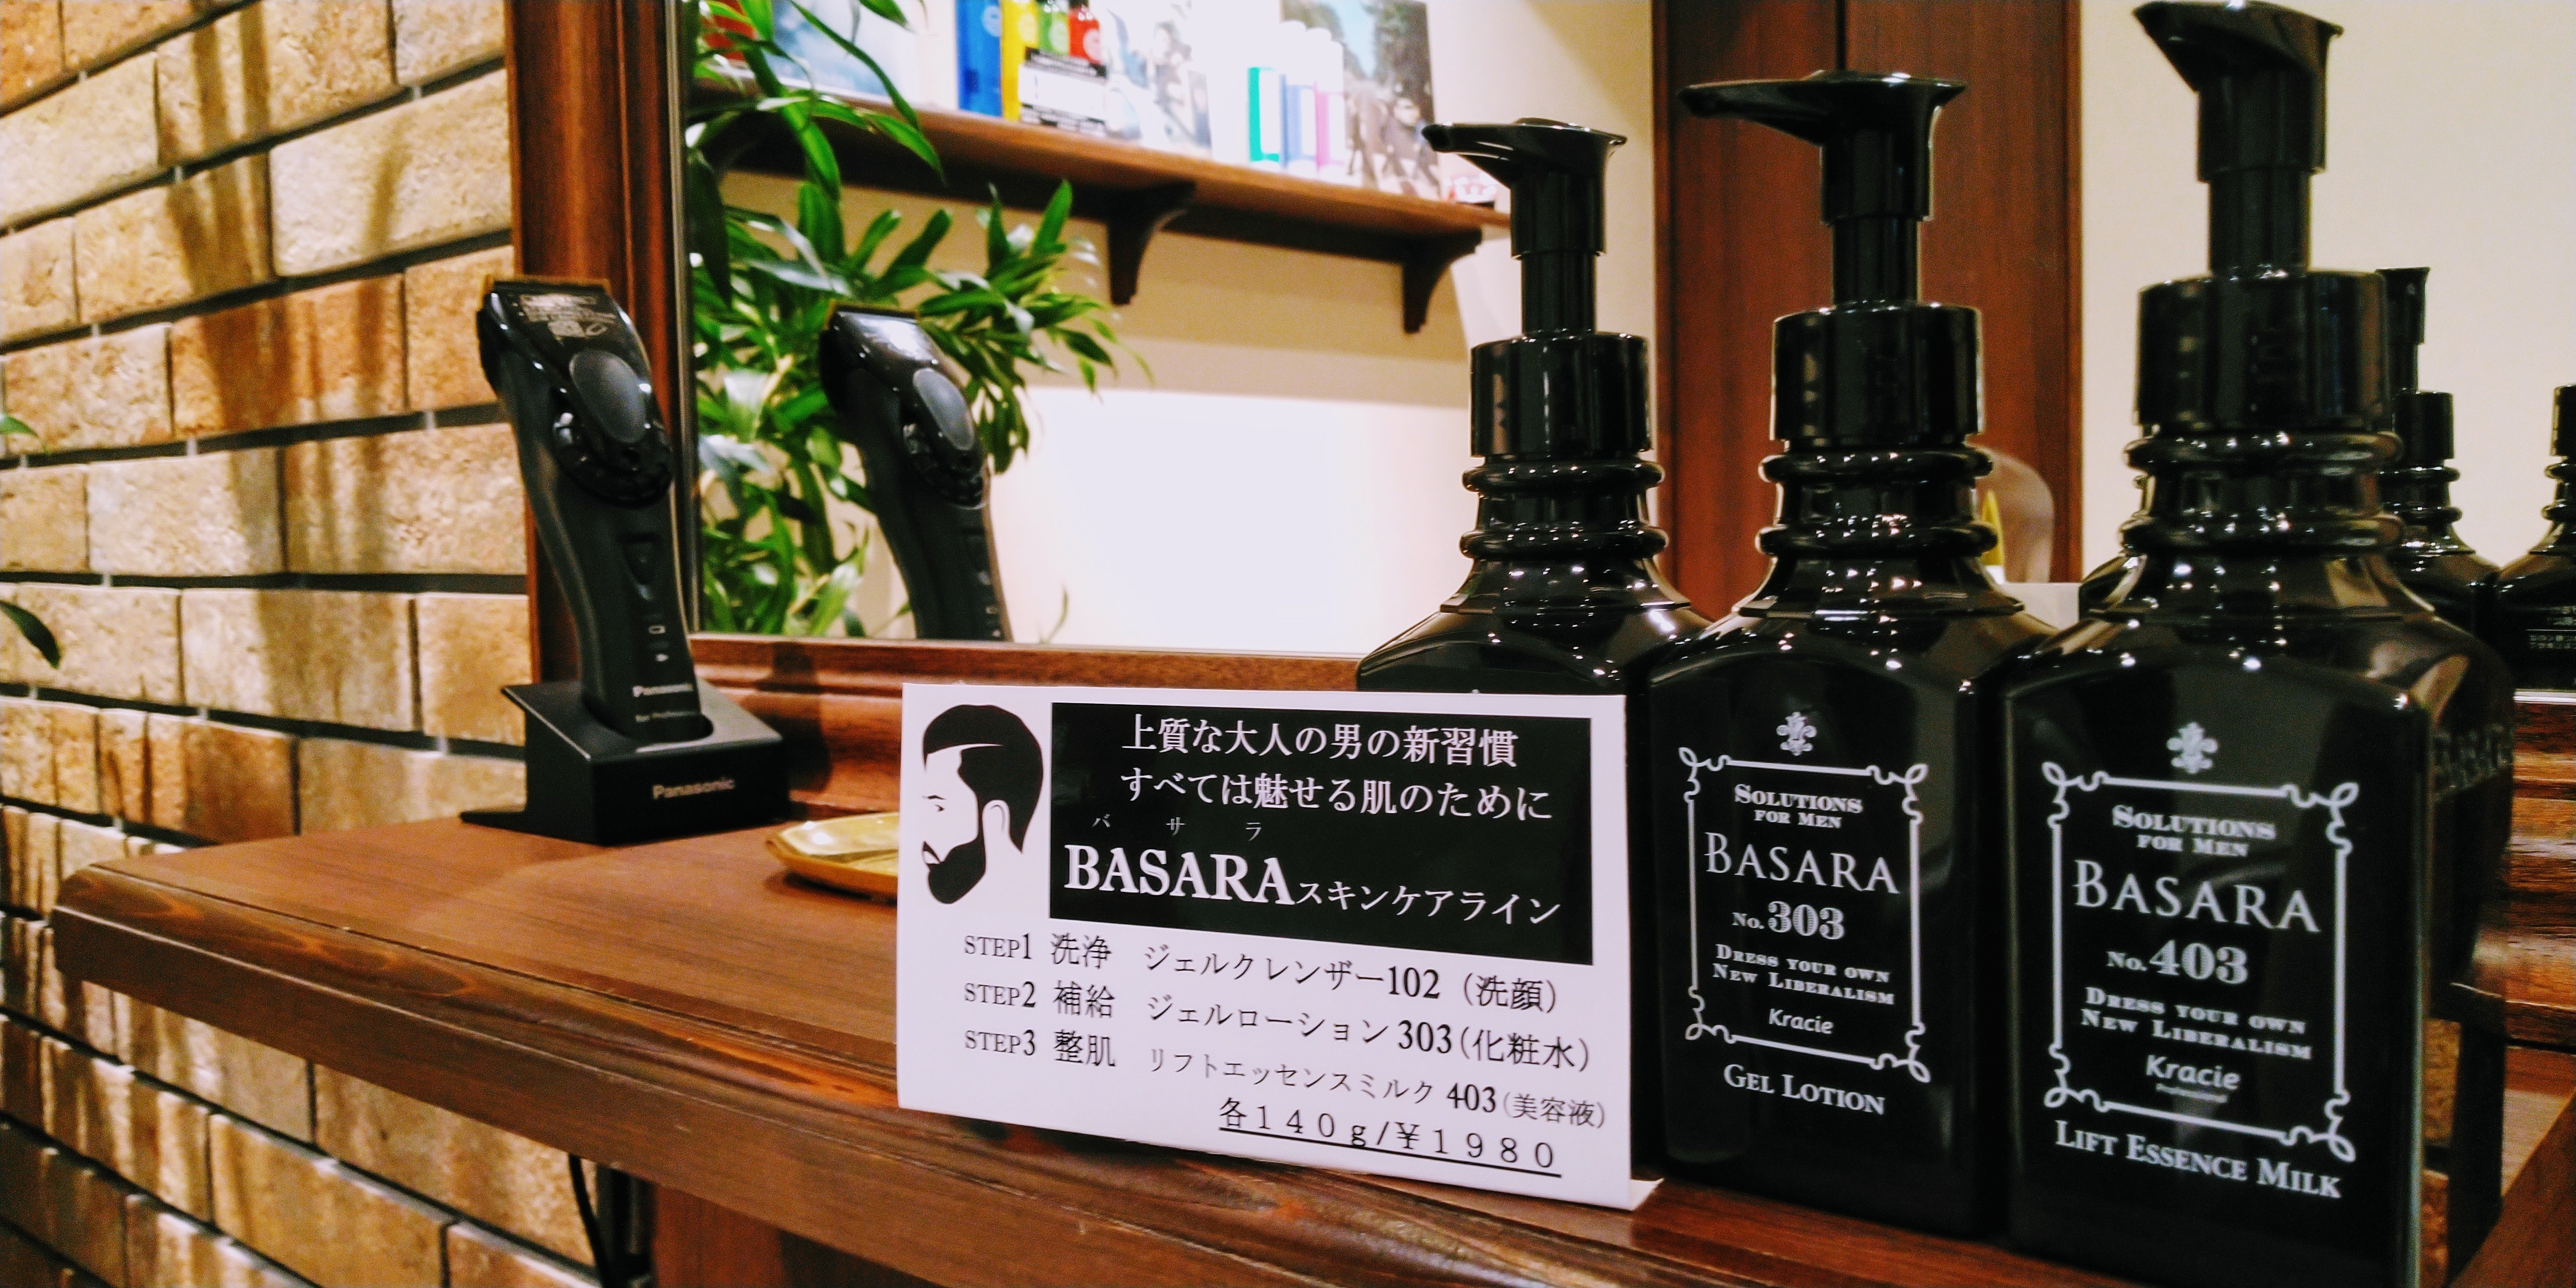 上質な大人の男の新習慣
すべては魅せる肌のために
バサラ
BASARAスキンケアライン
STEP1 洗浄 ジェルクレンザー102（洗顔）
STEP2 補給 ジェルローション 303（化粧水）
STEP3 整肌 リフトエッセンスミルク 403（美容液）
各140g/¥1980
SOLUTIONS
FOR MEN
BASARA
No.303
DRESS YOUR OWN
NEW LIBERALISM
Kracie
GEL LOTION
SOLUTIONS
FOR MEN
BASARA
No.403
DRESS YOUR OWN
NEW LIBERALISM
Kracie
Professional
LIFT ESSENCE MILK
Panasonic
Panasonic